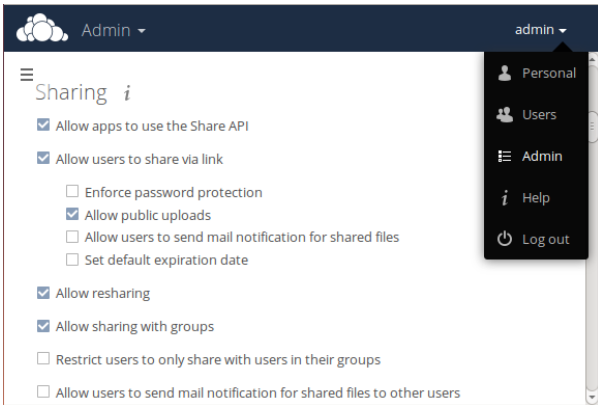 Admin
admin
Sharing i
Allow apps to use the Share API
Allow users to share via link
Enforce password protection
Allow public uploads
Allow users to send mail notification for shared files
Set default expiration date
Allow resharing
Allow sharing with groups
Restrict users to only share with users in their groups
Allow users to send mail notification for shared files to other users
Personal
Users
Admin
i Help
Log out